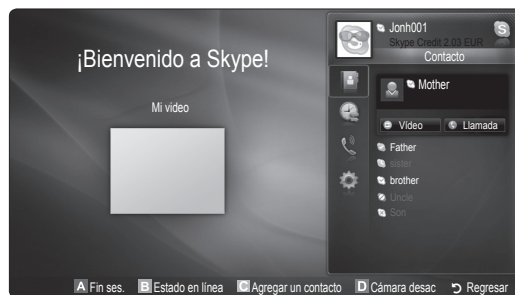 ¡Bienvenido a Skype!
Mi video
Jonh001
Skype Credit 2.03 EUR
Contacto
Mother
Vídeo
Llamada
Father
sister
brother
Uncle
Son
A Fin ses. B Estado en línea C Agregar un contacto D Cámara desac Regresar